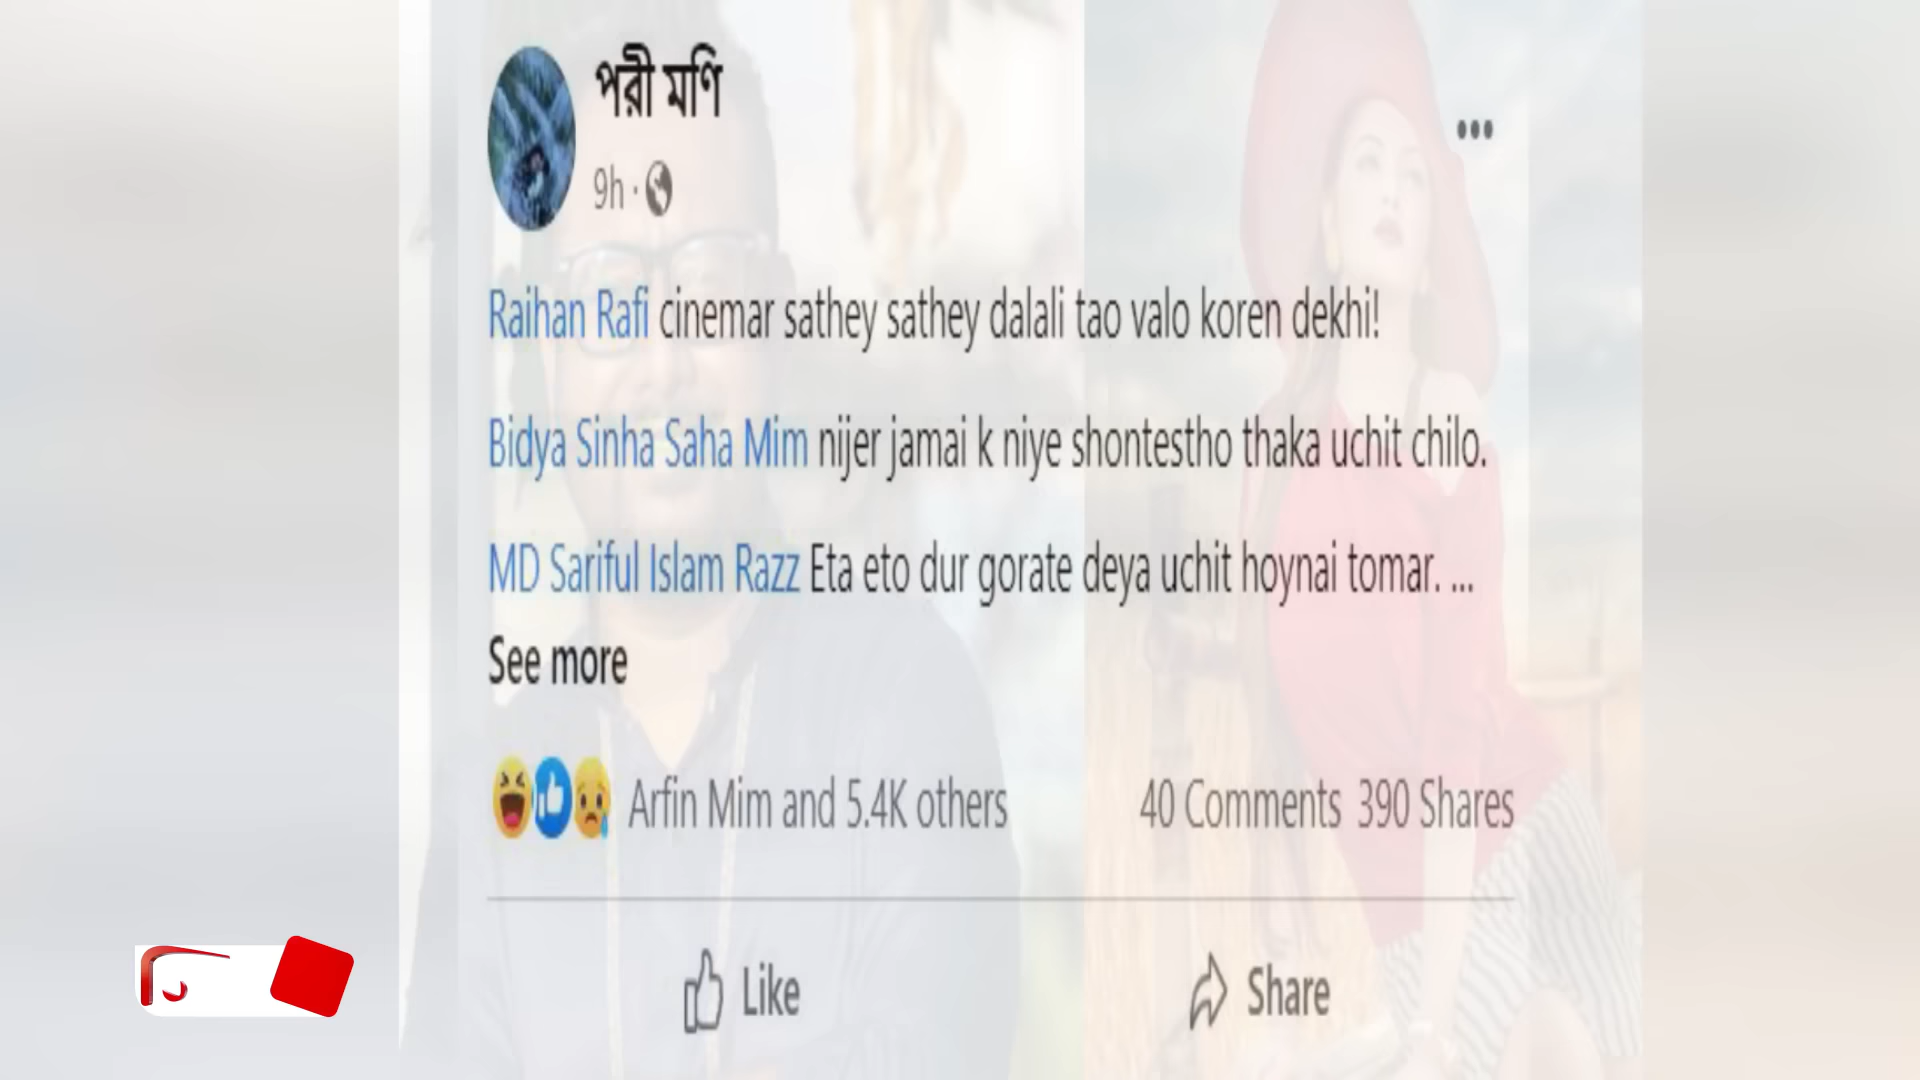 পরী মণি
9h ·
Raihan Rafi cinemar sathey sathey dalali tao valo koren dekhi!
Bidya Sinha Saha Mim nijer jamai k niye shontestho thaka uchit chilo.
MD Sariful Islam Razz Eta eto dur gorate deya uchit hoynai tomar. ...
See more
Arfin Mim and 5.4K others 40 Comments 390 Shares
Like Share